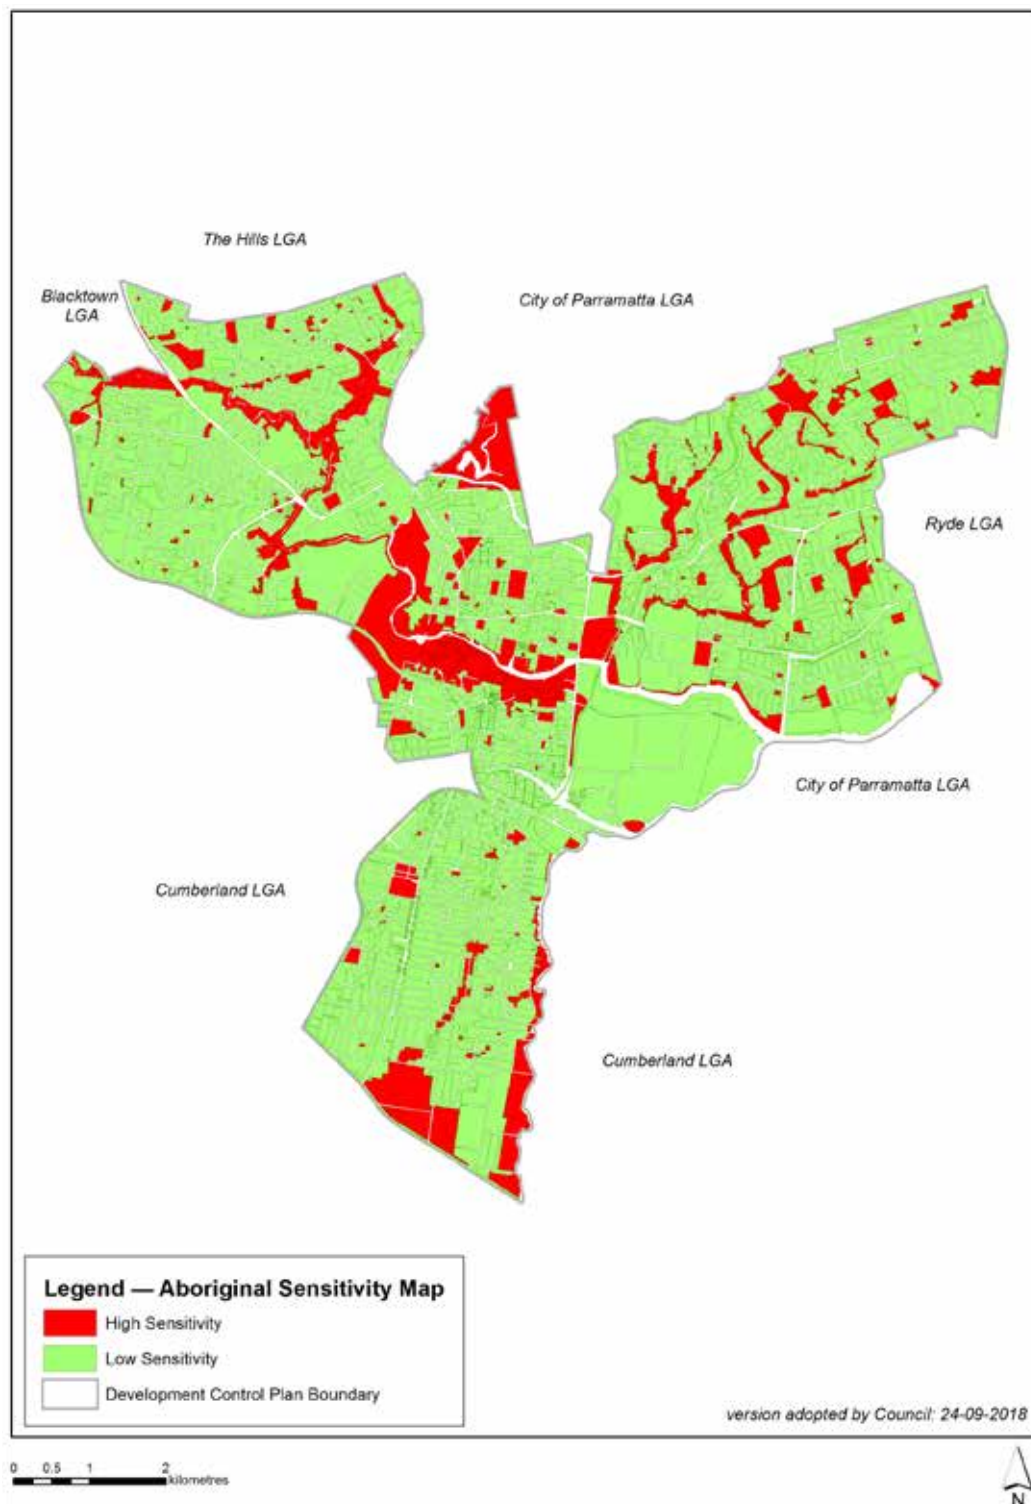 The Hills LGA
Blacktown
LGA
City of Parramatta LGA
Ryde LGA
City of Parramatta LGA
Cumberland LGA
Cumberland LGA
Legend — Aboriginal Sensitivity Map
High Sensitivity
Low Sensitivity
Development Control Plan Boundary
version adopted by Council: 24-09-2018
0 0.5 1 2
kilometres
N